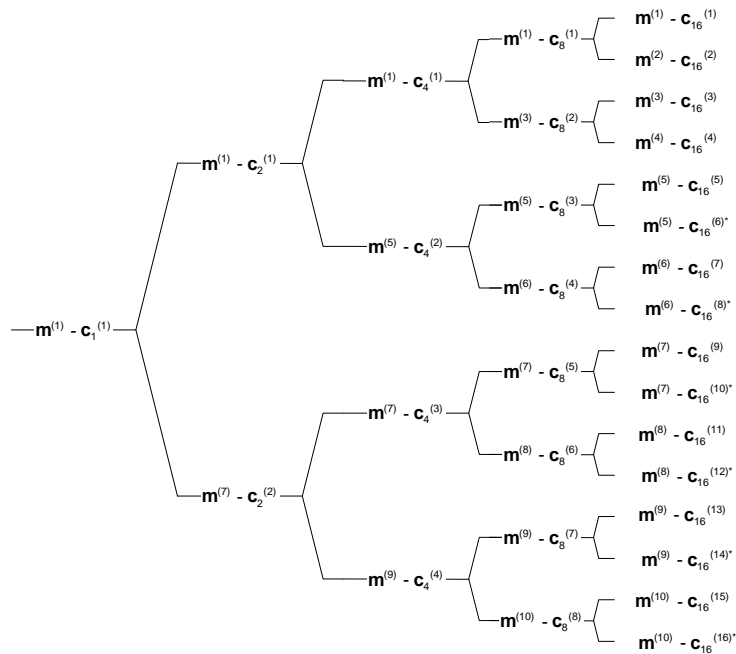 m(1) - c1(1)
m(1) - c2(1)
m(7) - c2(2)
m(1) - c4(1)
m(5) - c4(2)
m(7) - c4(3)
m(9) - c4(4)
m(1) - c8(1)
m(3) - c8(2)
m(5) - c8(3)
m(6) - c8(4)
m(7) - c8(5)
m(8) - c8(6)
m(9) - c8(7)
m(10) - c8(8)
m(1) - c16(1)
m(2) - c16(2)
m(3) - c16(3)
m(4) - c16(4)
m(5) - c16(5)
m(5) - c16(6)*
m(6) - c16(7)
m(6) - c16(8)*
m(7) - c16(9)
m(7) - c16(10)*
m(8) - c16(11)
m(8) - c16(12)*
m(9) - c16(13)
m(9) - c16(14)*
m(10) - c16(15)
m(10) - c16(16)*